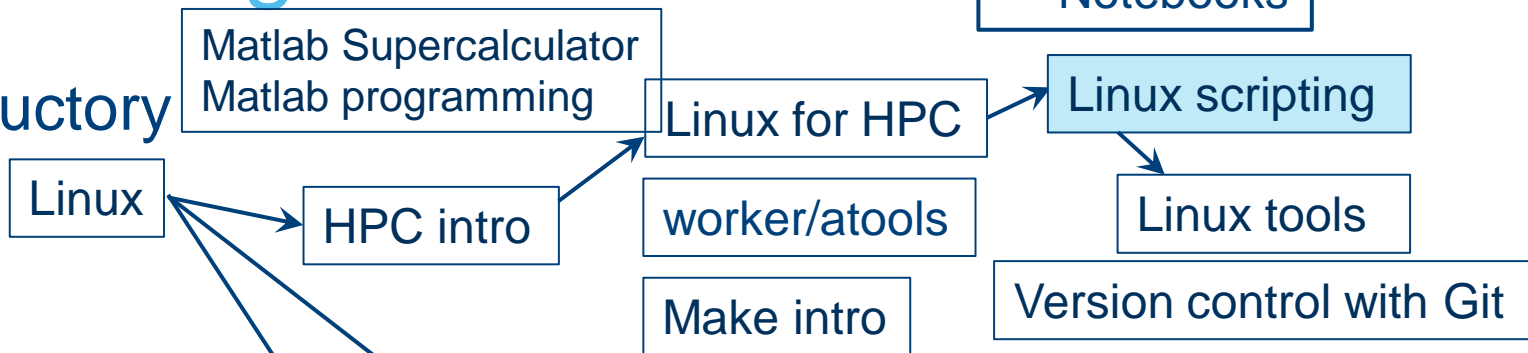 Notebooks
Matlab Supercalculator
Matlab programming
uctory
Linux for HPC
Linux scripting
Linux
HPC intro
worker/atools
Linux tools
Make intro
Version control with Git